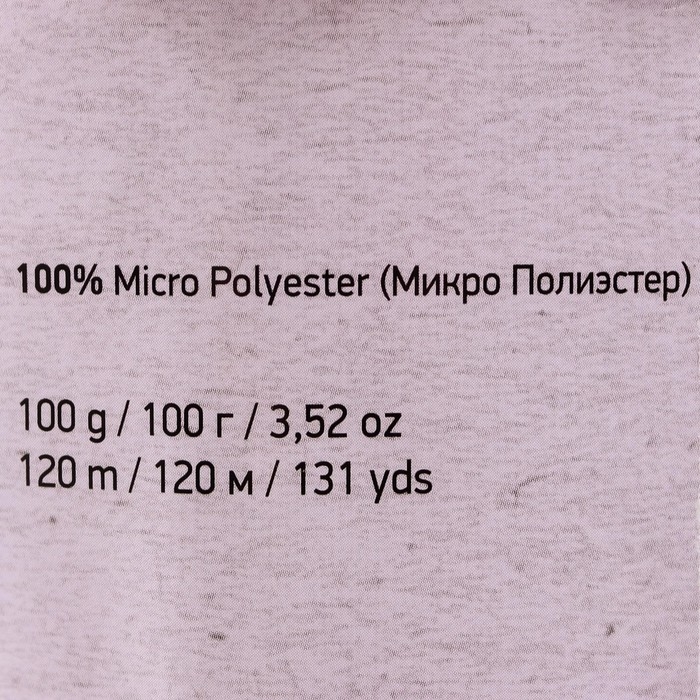 100% Micro Polyester (Микро Полиэстер)
100 g / 100 г / 3,52 oz
120 m / 120 м / 131 yds